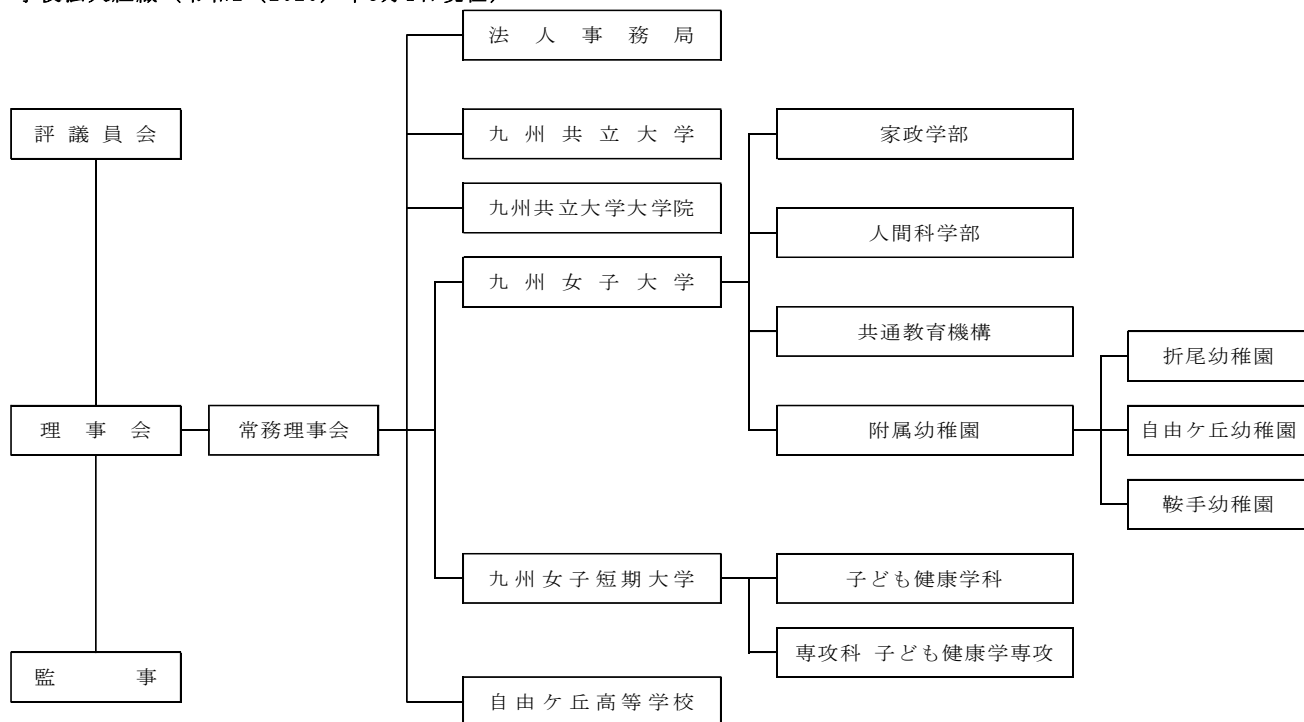 法人事務局
評議員会
九州共立大学
家政学部
九州共立大学大学院
人間科学部
九州女子大学
共通教育機構
折尾幼稚園
理事会
常務理事会
附属幼稚園
自由ケ丘幼稚園
鞍手幼稚園
九州女子短期大学
子ども健康学科
専攻科 子ども健康学専攻
監事
自由ケ丘高等学校